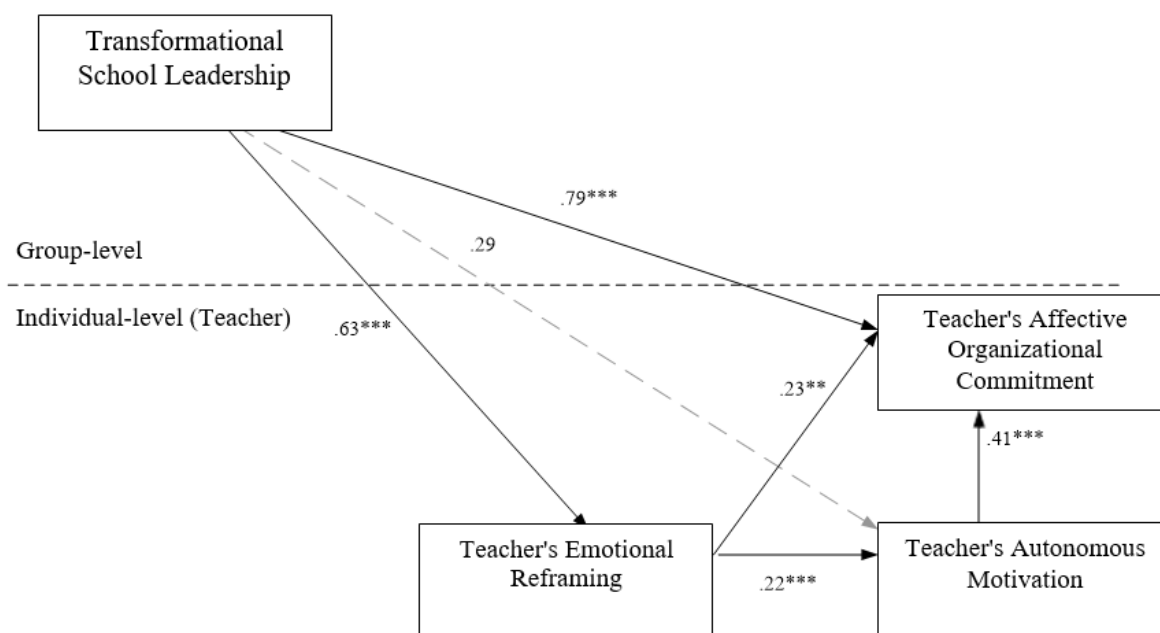 Transformational
School Leadership
.79***
.29
Group-level
Individual-level (Teacher)
.63***
Teacher's Affective
Organizational
Commitment
.23**
.41***
Teacher's Emotional
Reframing
.22***
Teacher's Autonomous
Motivation